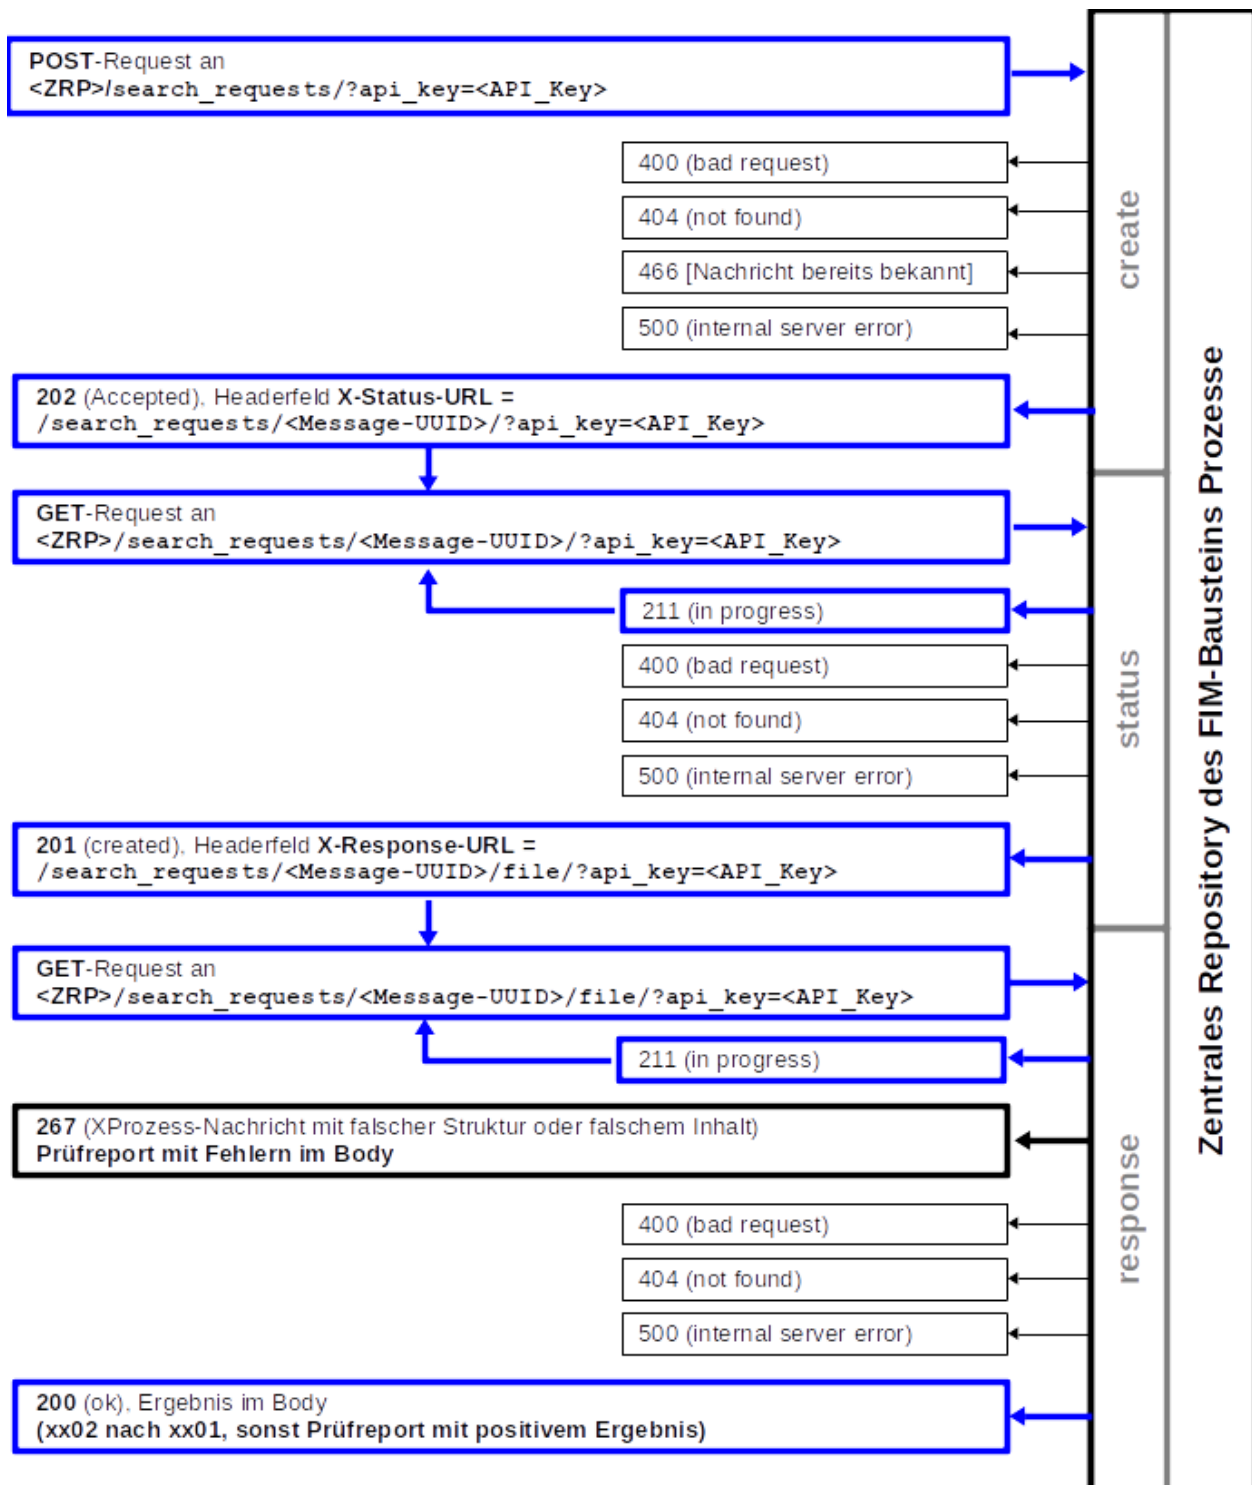 POST-Request an
<ZRP>/search_requests/?api_key=<API_Key>
400 (bad request)
404 (not found)
466 [Nachricht bereits bekannt]
500 (internal server error)
create
202 (Accepted), Headerfeld X-Status-URL =
/search_requests/<Message-UUID>/?api_key=<API_Key>
GET-Request an
<ZRP>/search_requests/<Message-UUID>/?api_key=<API_Key>
211 (in progress)
400 (bad request)
404 (not found)
500 (internal server error)
status
201 (created), Headerfeld X-Response-URL =
/search_requests/<Message-UUID>/file/?api_key=<API_Key>
GET-Request an
<ZRP>/search_requests/<Message-UUID>/file/?api_key=<API_Key>
211 (in progress)
267 (XProzess-Nachricht mit falscher Struktur oder falschem Inhalt)
Prüfreport mit Fehlern im Body
400 (bad request)
404 (not found)
500 (internal server error)
response
200 (ok), Ergebnis im Body
(xx02 nach xx01, sonst Prüfreport mit positivem Ergebnis)
Zentrales Repository des FIM-Bausteins Prozesse